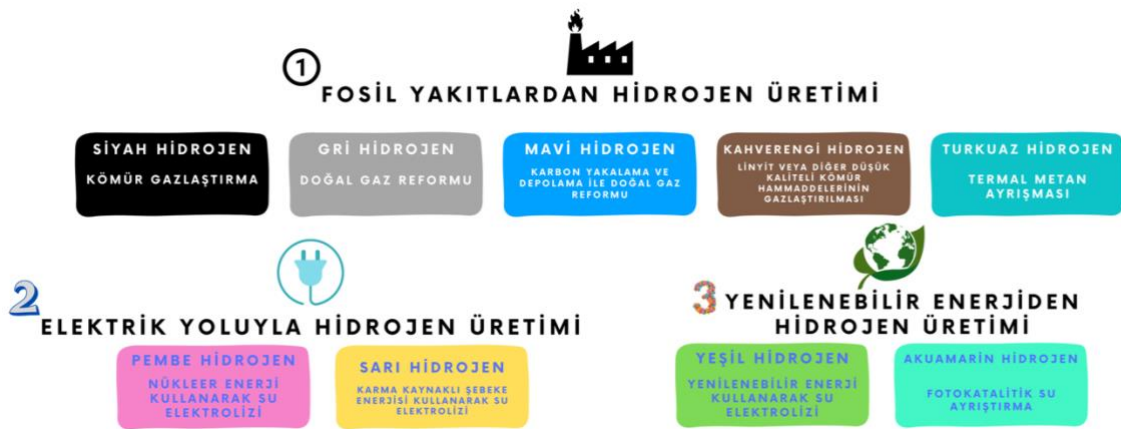 1
FOSİL YAKITLARDAN HİDROJEN ÜRETİMİ
SİYAH HİDROJEN
KÖMÜR GAZLAŞTIRMA
GRİ HİDROJEN
DOĞAL GAZ REFORMU
MAVİ HİDROJEN
KARBON YAKALAMA VE
DEPOLAMA İLE DOĞAL GAZ
REFORMU
KAHVERENGİ HİDROJEN
LİNYİT VEYA DİĞER DÜŞÜK
KALİTELİ KÖMÜR
HAMMADDELERİNİN
GAZLAŞTIRILMASI
TURKUAZ HİDROJEN
TERMAL METAN
AYRIŞMASI
2
ELEKTRİK YOLUYLA HİDROJEN ÜRETİMİ
PEMBE HİDROJEN
NÜKLEER ENERJİ
KULLANARAK SU
ELEKTROLİZİ
SARI HİDROJEN
KARMA KAYNAKLI ŞEBEKE
ENERJİSİ KULLANARAK SU
ELEKTROLİZİ
3 YENİLENEBİLİR ENERJİDEN
HİDROJEN ÜRETİMİ
YEŞİL HİDROJEN
YENİLENEBİLİR ENERJİ
KULLANARAK SU
ELEKTROLİZİ
AKUAMARİN HİDROJEN
FOTOKATALİTİK SU
AYRIŞTIRMA